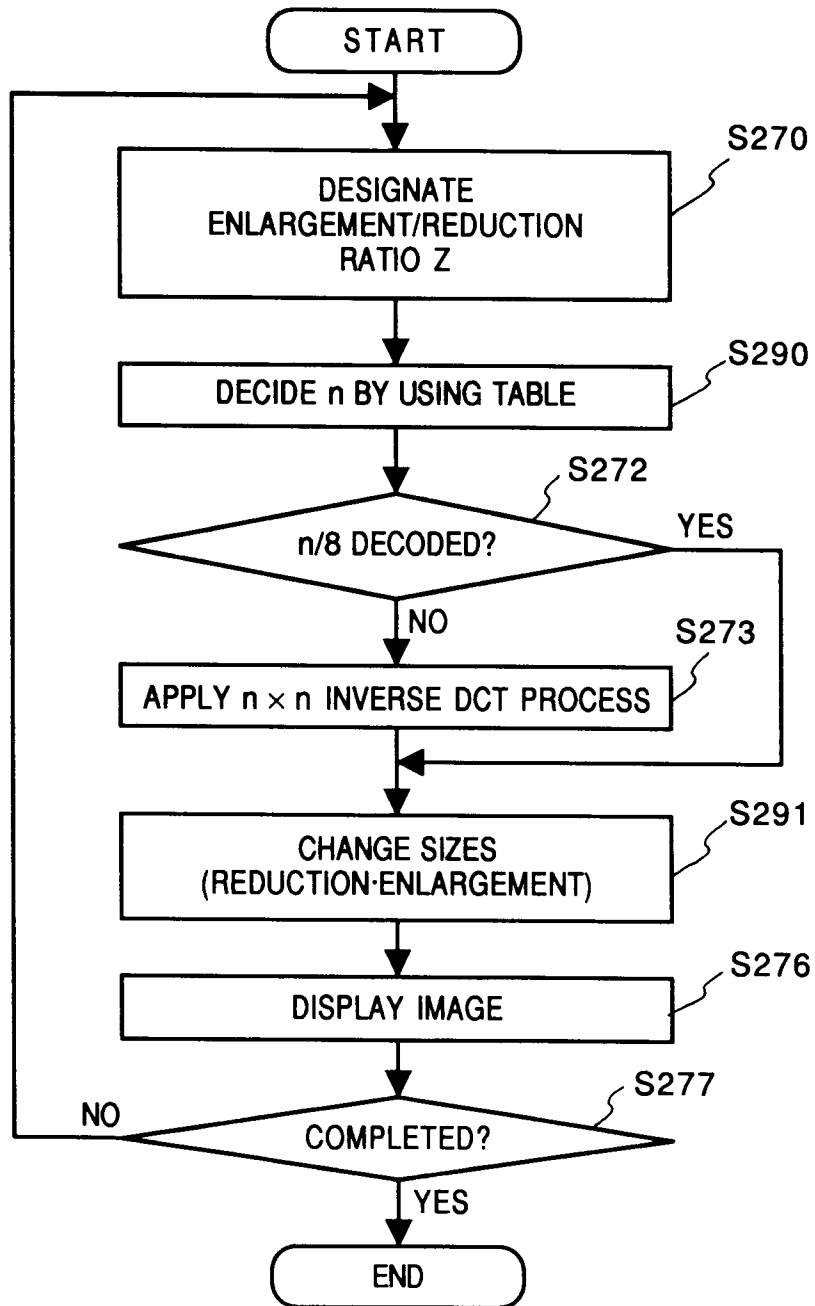 START
S270
DESIGNATE
ENLARGEMENT/REDUCTION
RATIO Z
S290
DECIDE n BY USING TABLE
S272
n/8 DECODED?
YES
NO
S273
APPLY n × n INVERSE DCT PROCESS
S291
CHANGE SIZES
(REDUCTION·ENLARGEMENT)
S276
DISPLAY IMAGE
S277
NO
COMPLETED?
YES
END